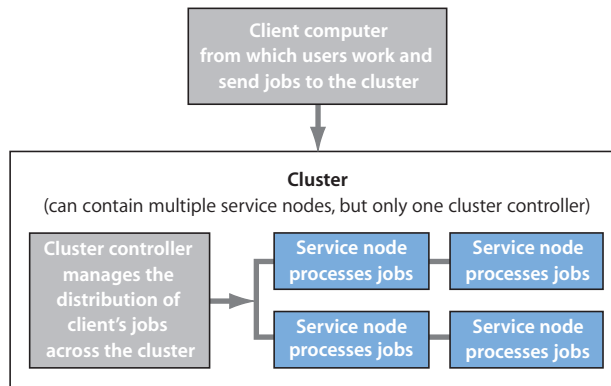 Client computer
from which users work and
send jobs to the cluster
Cluster
(can contain multiple service nodes, but only one cluster controller)
Cluster controller
manages the
distribution of
client’s jobs
across the cluster
Service node
processes jobs
Service node
processes jobs
Service node
processes jobs
Service node
processes jobs